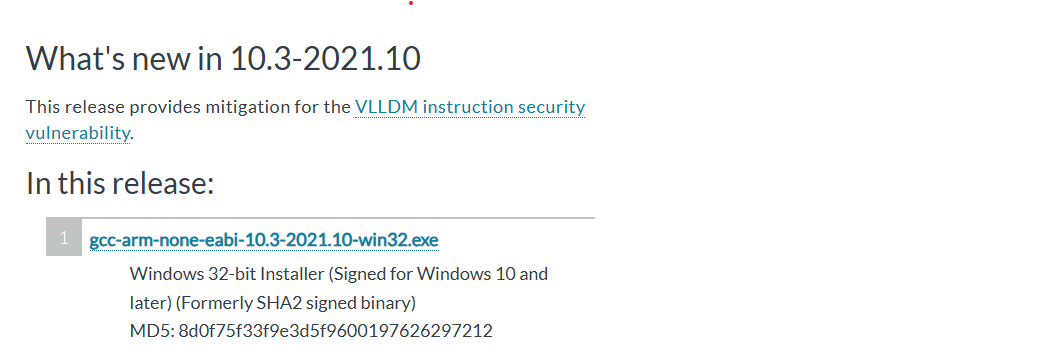 What's new in 10.3-2021.10
This release provides mitigation for the VLLDM instruction security
vulnerability.
In this release:
1 gcc-arm-none-eabi-10.3-2021.10-win32.exe
Windows 32-bit Installer (Signed for Windows 10 and
later) (Formerly SHA2 signed binary)
MD5: 8d0f75f33f9e3d5f9600197626297212